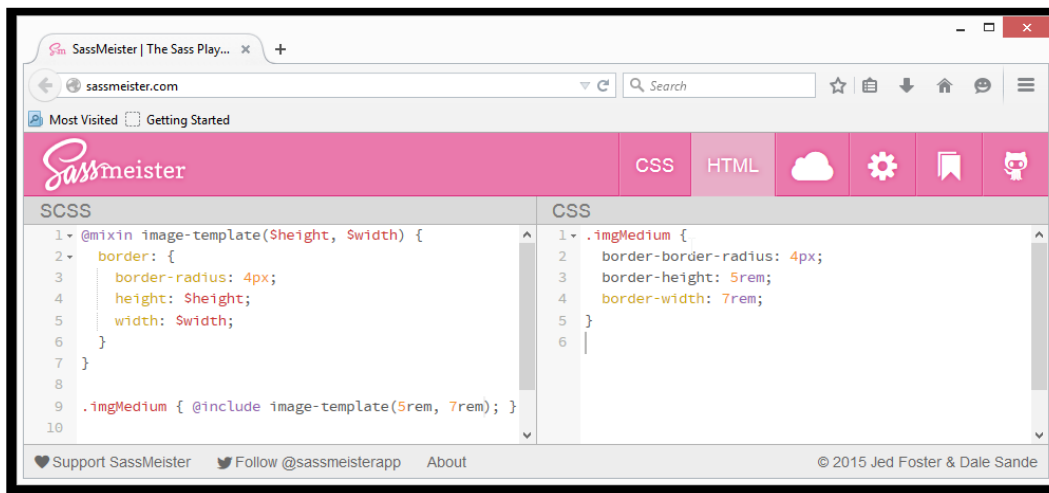 Sm SassMeister | The Sass Play... × +
sassmeister.com
Search
Most Visited Getting Started
Sassmeister
CSS HTML
SCSS
1 @mixin image-template($height, $width) {
2 border: {
3 border-radius: 4px;
4 height: $height;
5 width: $width;
6 }
7 }
8
9 .imgMedium { @include image-template(5rem, 7rem); }
10
CSS
1 .imgMedium {
2 border-border-radius: 4px;
3 border-height: 5rem;
4 border-width: 7rem;
5 }
6
Support SassMeister Follow @sassmeisterapp About
© 2015 Jed Foster & Dale Sande